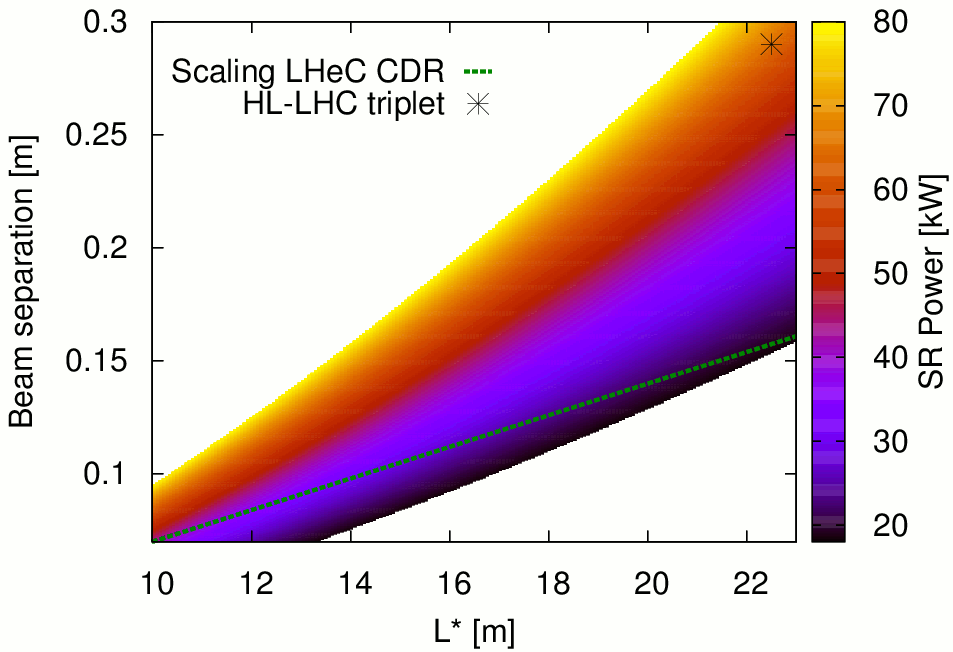 0.3
0.25
0.2
0.15
0.1
Beam separation [m]
Scaling LHeC CDR
HL-LHC triplet
10 12 14 16 18 20 22
L* [m]
80
70
60
50
40
30
20
SR Power [kW]